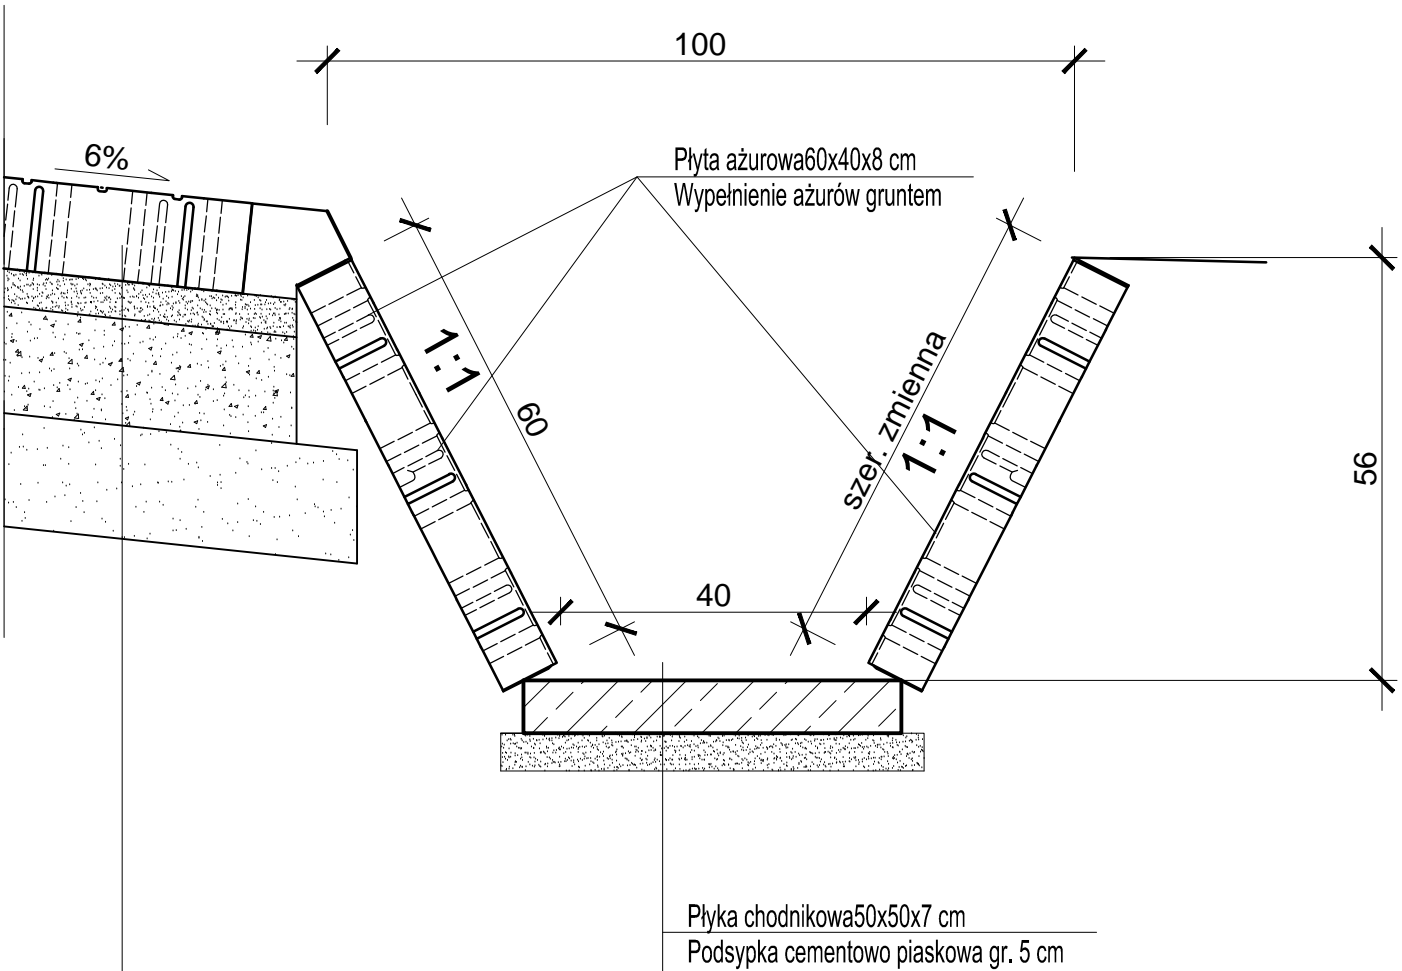 100
6%
Płyta ażurowa60x40x8 cm
Wypełnienie ażurów gruntem
1:1
60
szer. zmienna
1:1
56
40
Płyka chodnikowa50x50x7 cm
Podsypka cementowo piaskowa gr. 5 cm